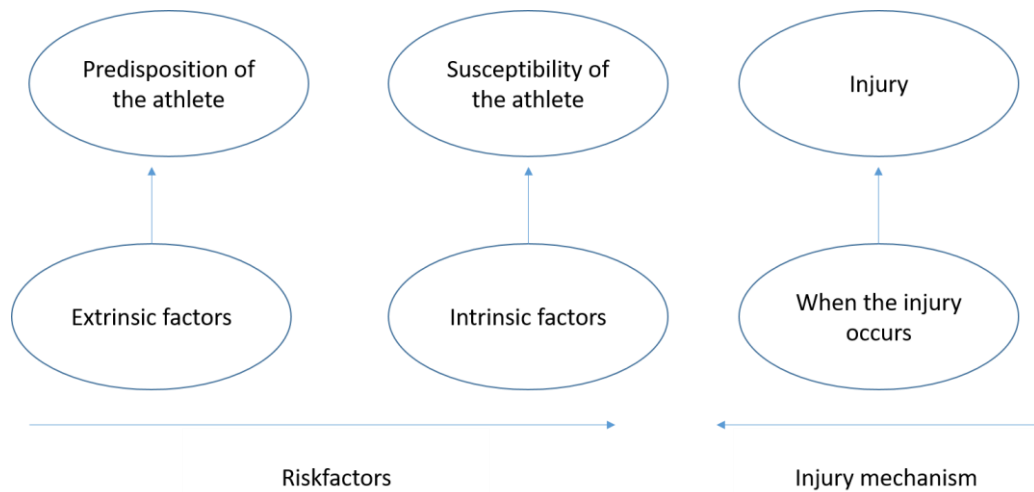 Predisposition of
the athlete
Susceptibility of
the athlete
Injury
Extrinsic factors
Intrinsic factors
When the injury
occurs
Riskfactors
Injury mechanism